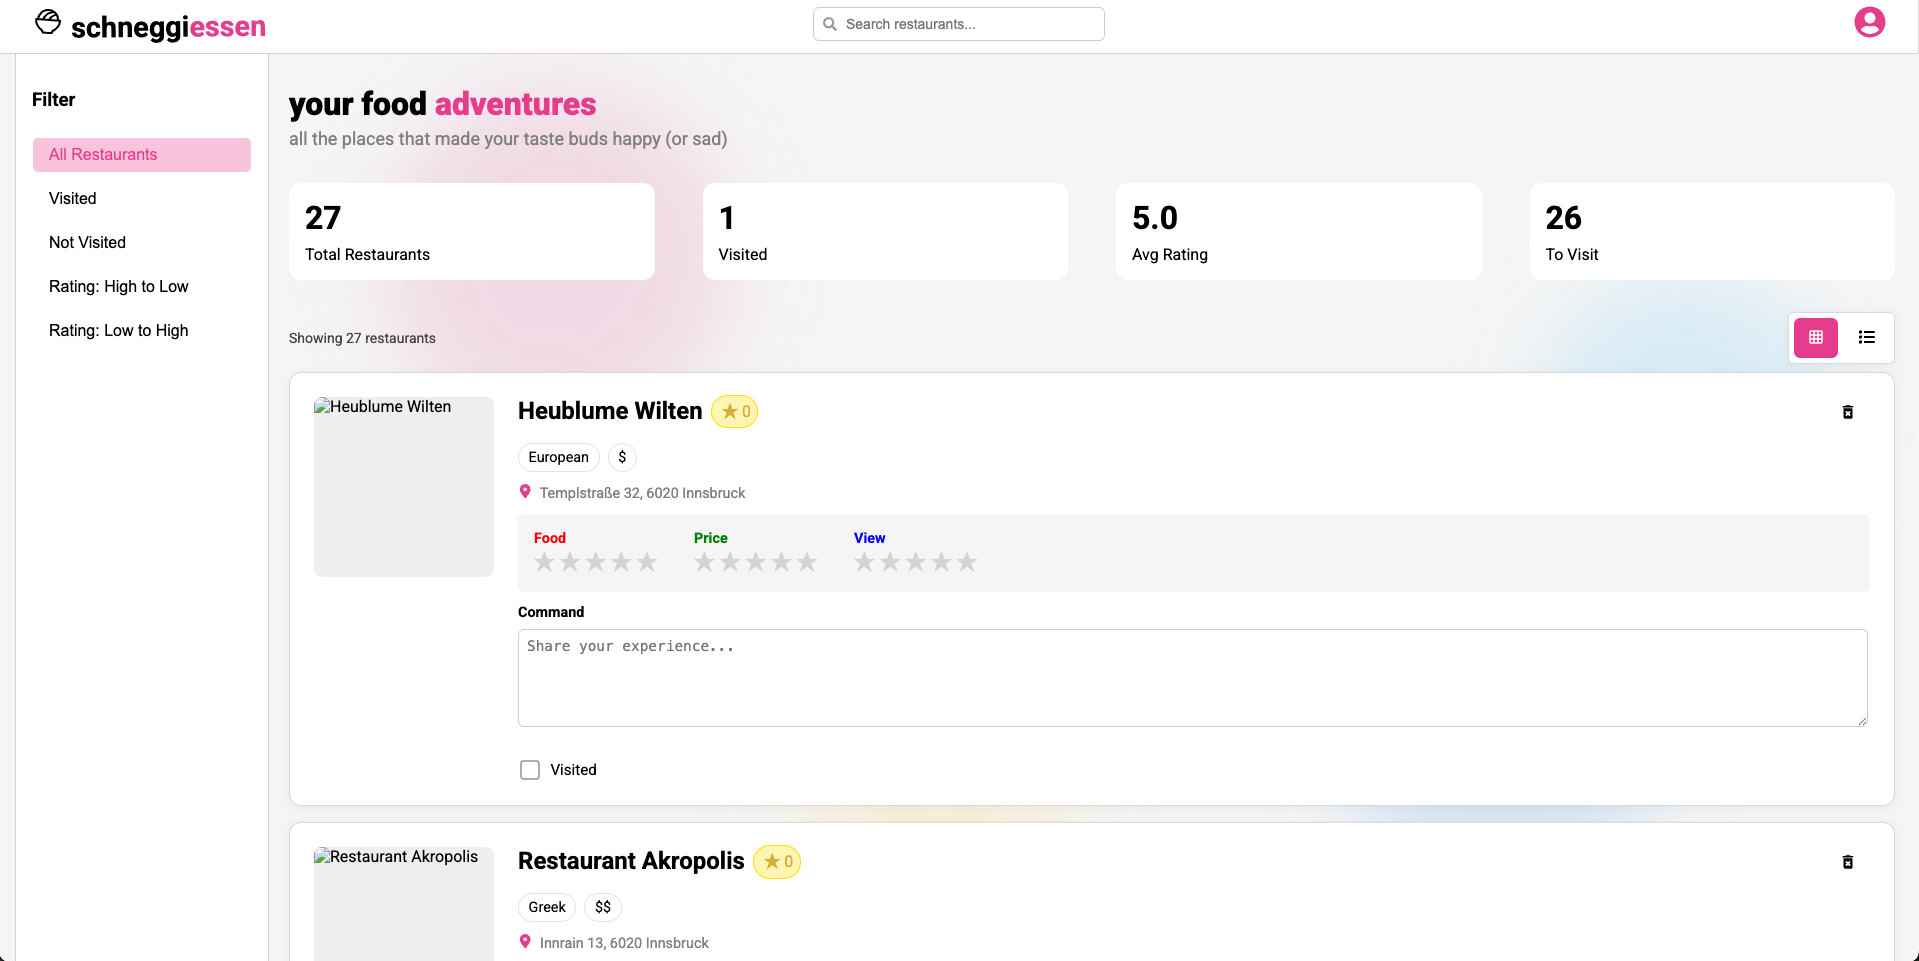 schneggiessen
Search restaurants...
Filter
All Restaurants
Visited
Not Visited
Rating: High to Low
Rating: Low to High
your food adventures
all the places that made your taste buds happy (or sad)
27
Total Restaurants
1
Visited
5.0
Avg Rating
26
To Visit
Showing 27 restaurants
Heublume Wilten
Heublume Wilten ★ 0
European $
Templstraße 32, 6020 Innsbruck
Food Price View
Command
Share your experience...
Visited
Restaurant Akropolis
Restaurant Akropolis ★ 0
Greek $$
Innrain 13, 6020 Innsbruck